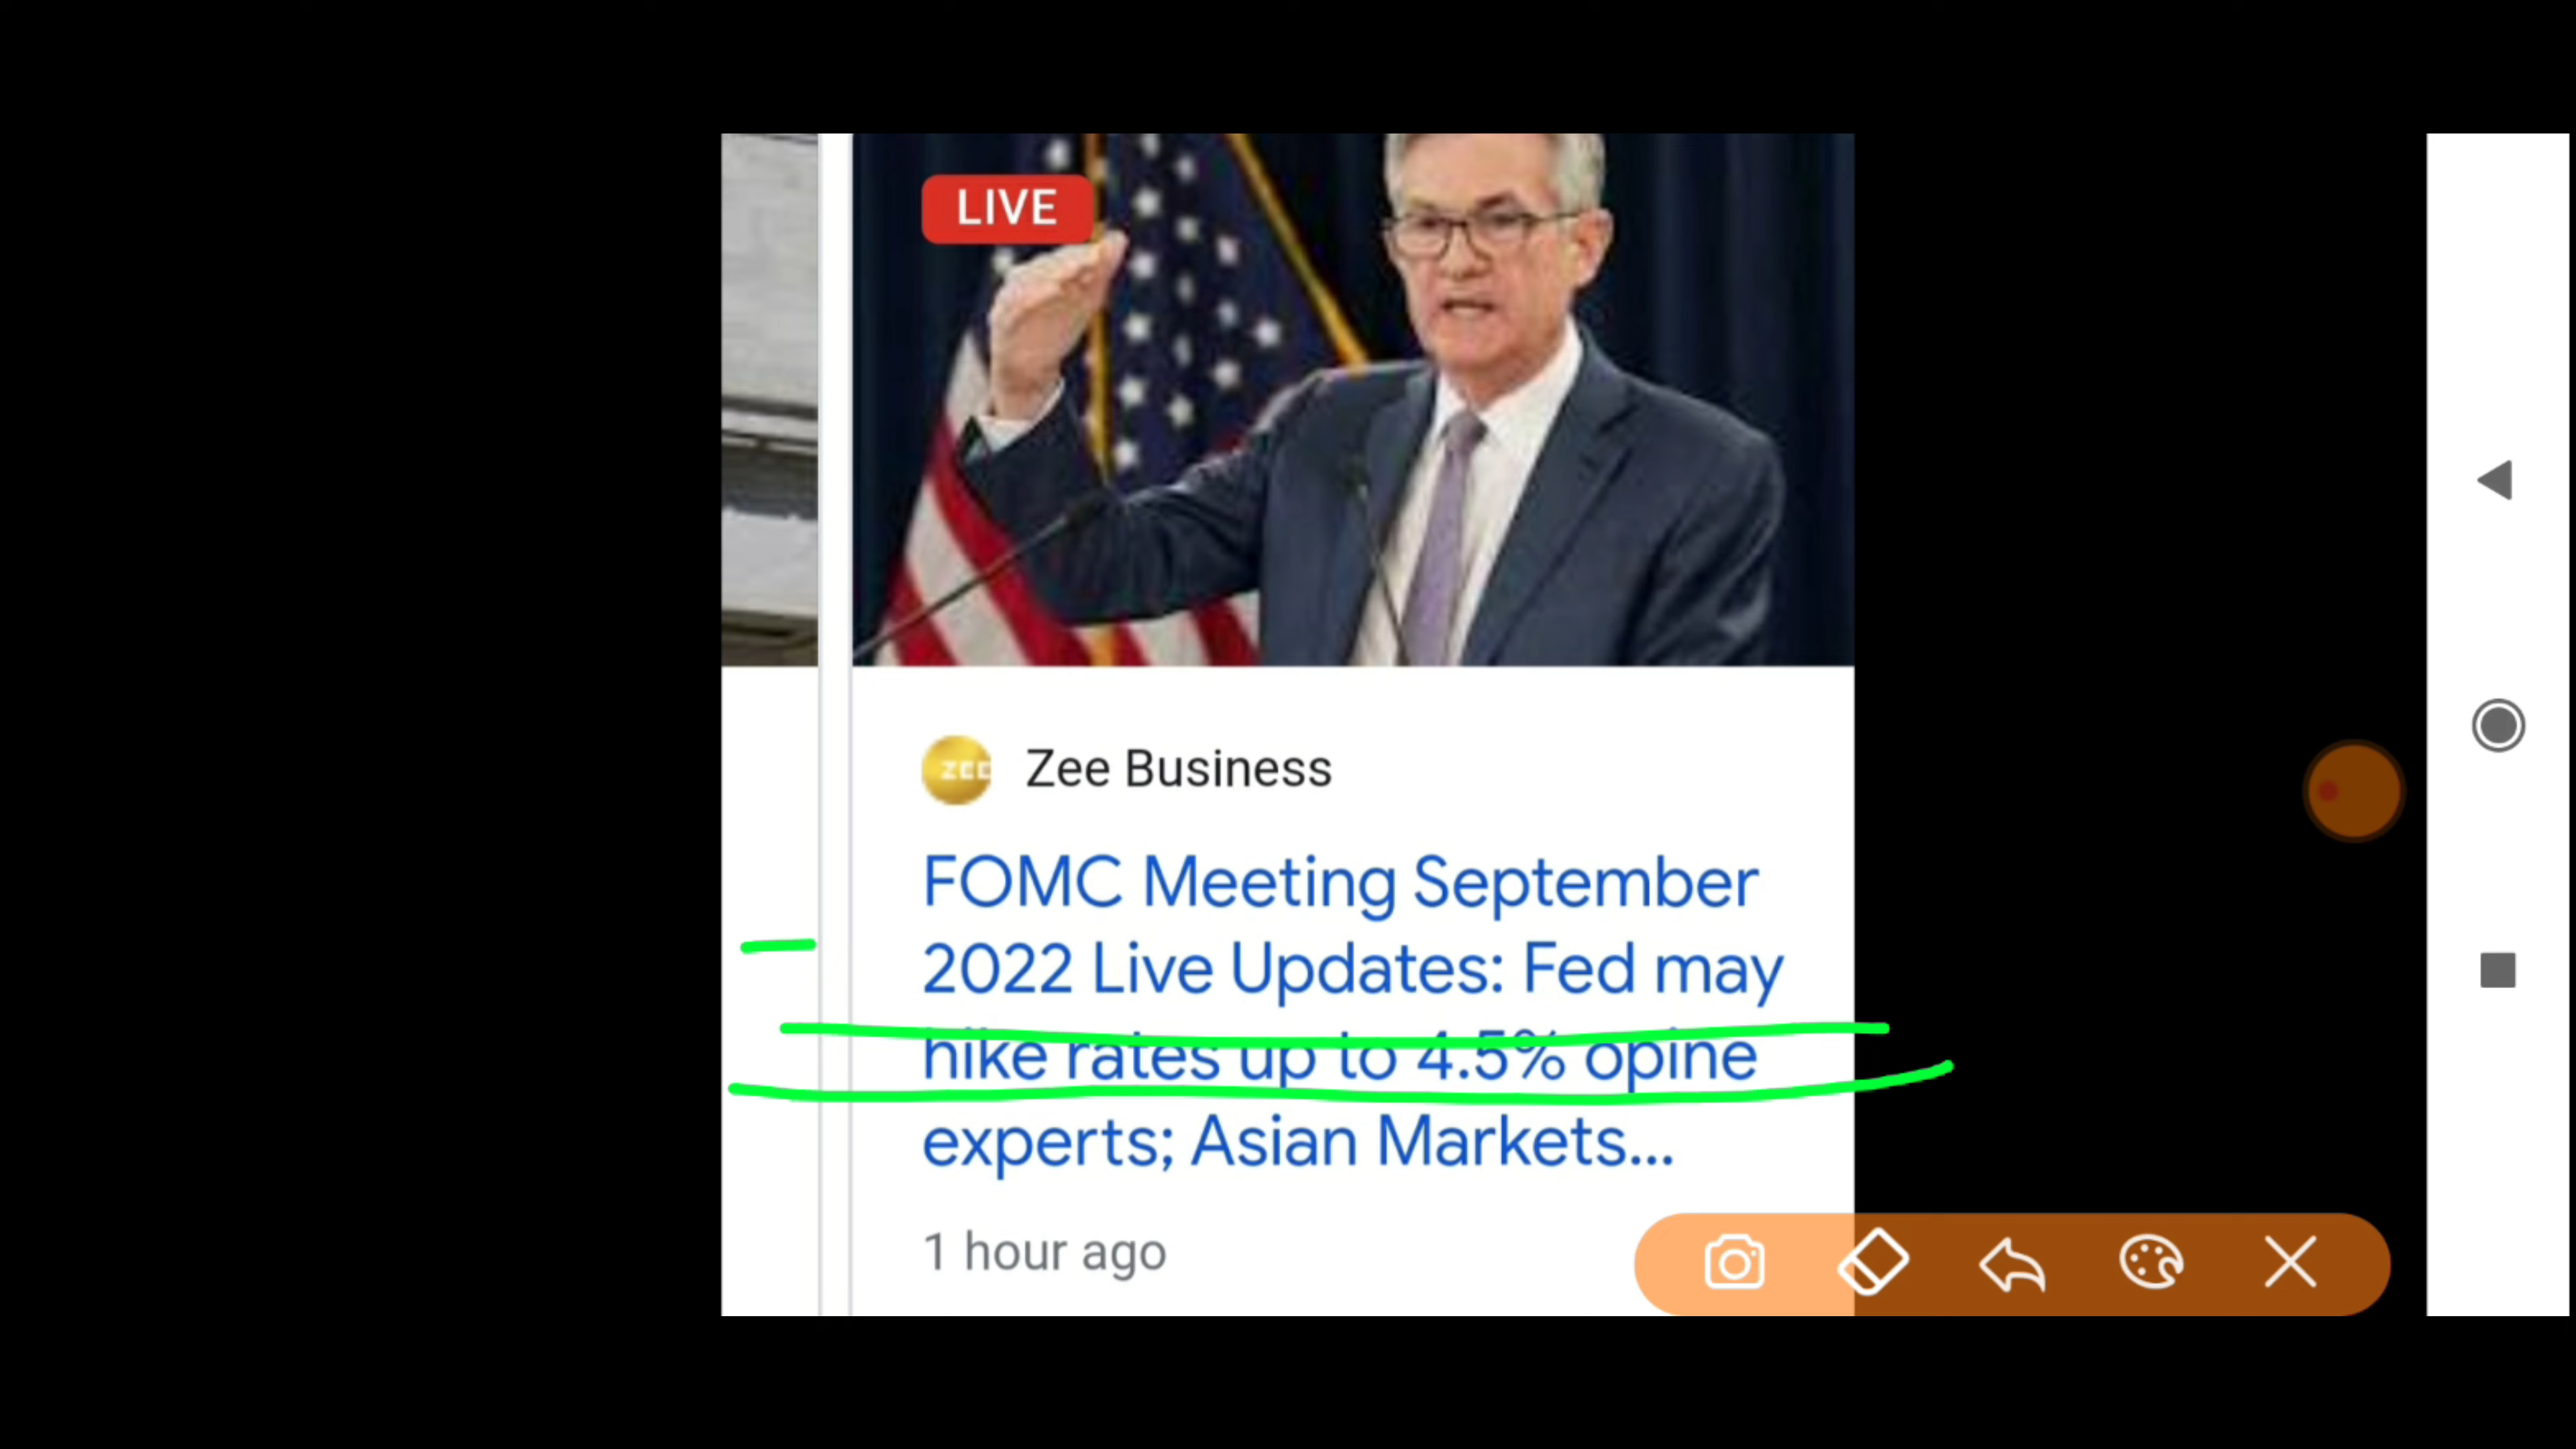 LIVE
ZEE
Zee Business
FOMC Meeting September
2022 Live Updates: Fed may
hike rates up to 4.5% opine
experts; Asian Markets...
1 hour ago